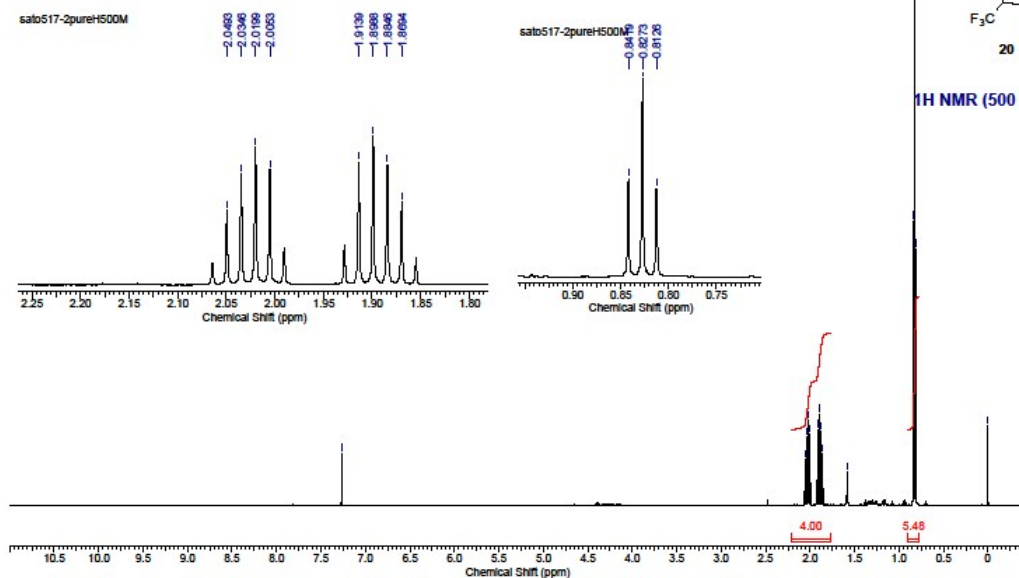 sato517-2pureH500M
2.0493
2.0346
2.0199
2.0053
1.9139
1.8988
1.8846
1.8694
2.25 2.20 2.15 2.10 2.05 2.00 1.95 1.90 1.85 1.80
Chemical Shift (ppm)
sato517-2pureH500M
0.8419
0.8273
0.8126
0.90 0.85 0.80 0.75
Chemical Shift (ppm)
F3C
20
1H NMR (500
4.00 5.48
10.5 10.0 9.5 9.0 8.5 8.0 7.5 7.0 6.5 6.0 5.5 5.0 4.5 4.0 3.5 3.0 2.5 2.0 1.5 1.0 0.5 0
Chemical Shift (ppm)